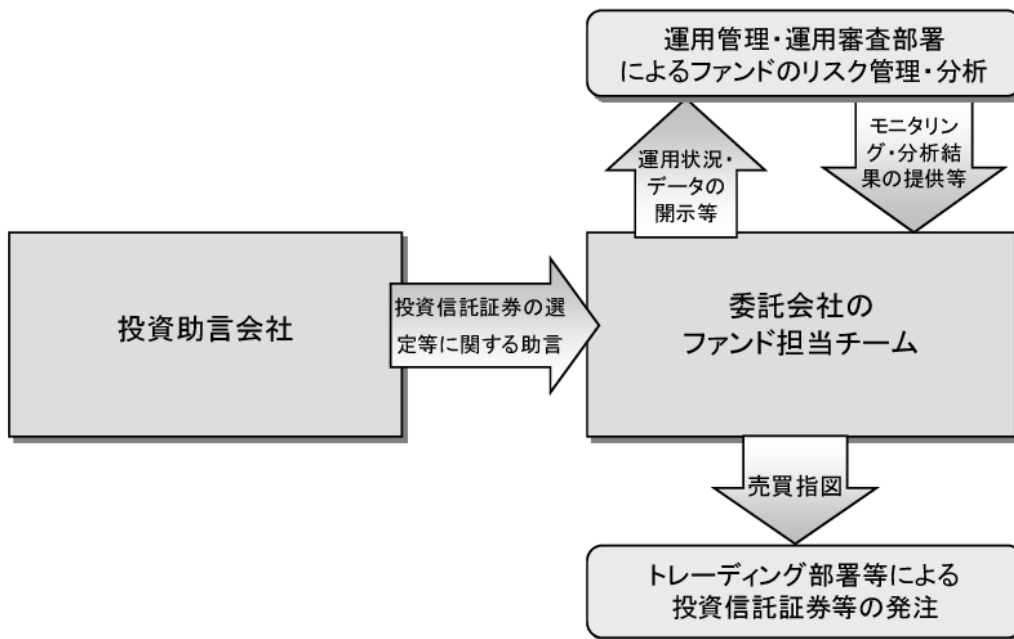 運用管理・運用審査部署
によるファンドのリスク管理・分析
運用状況・
データの
開示等
モニタリン
グ・分析結
果の提供等
投資助言会社
投資信託証券の選
定等に関する助言
委託会社の
ファンド担当チーム
売買指図
トレーディング部署等による
投資信託証券等の発注